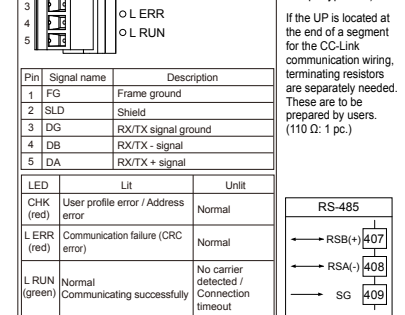 3
4
5
L ERR
L RUN
Pin Signal name Description
1 FG Frame ground
2 SLD Shield
3 DG RX/TX signal ground
4 DB RX/TX - signal
5 DA RX/TX + signal
LED Lit Unlit
CHK (red) User profile error / Address error Normal
L ERR (red) Communication failure (CRC error) Normal
L RUN (green) Normal Communicating successfully No carrier detected / Connection timeout
If the UP is located at
the end of a segment
for the CC-Link
communication wiring,
terminating resistors
are separately needed.
These are to be
prepared by users.
(110 Ω: 1 pc.)
RS-485
RSB(+) 407
RSA(-) 408
SG 409